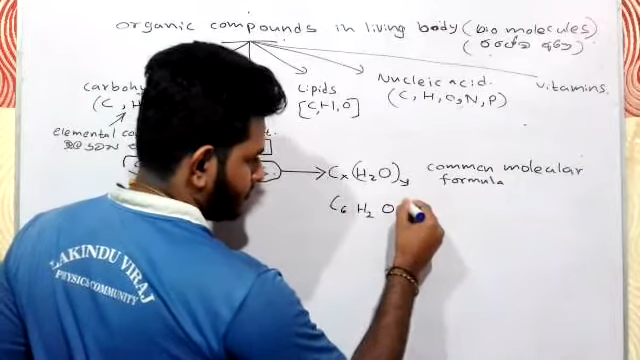 organic compounds in living body (bio molecules)
Carbohy
(C, H
Lipids
[C, H, O]
Nucleic acid.
(C, H, O, N, P)
vitamins.
elemental co
Cx(H2O)y
common molecular
formula
C6 H2 O
LAKINDU VIRAJ
PHYSICS COMMUNITY